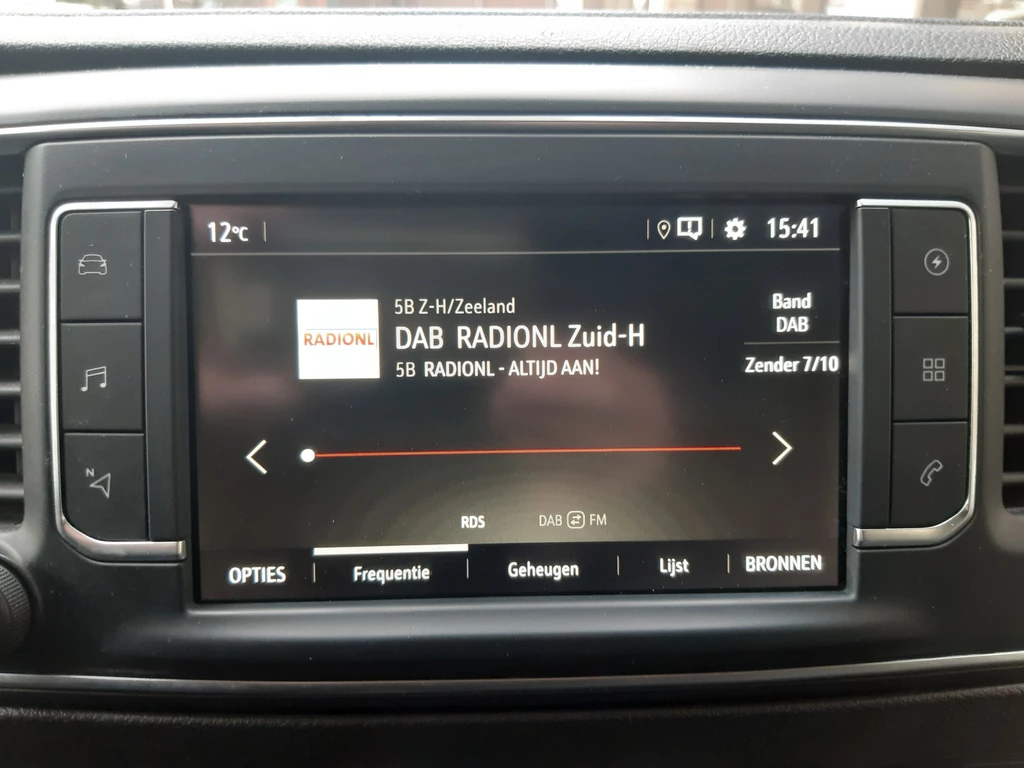 12°C
15:41
5B Z-H/Zeeland
RADIONL
DAB RADIONL Zuid-H
5B RADIONL - ALTIJD AAN!
Band
DAB
Zender 7/10
N
RDS
DAB FM
OPTIES
Frequentie
Geheugen
Lijst
BRONNEN